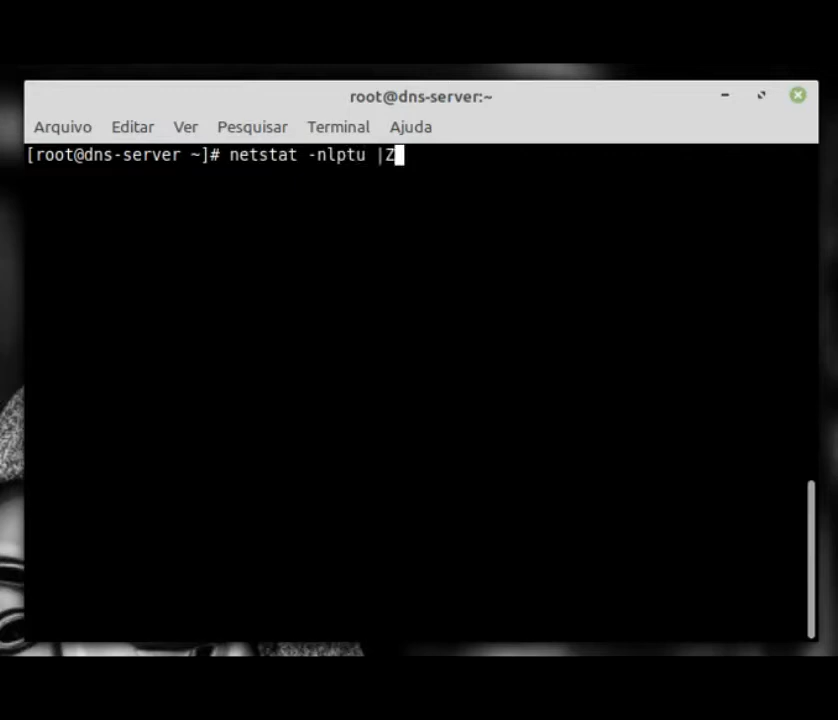 root@dns-server:~
Arquivo Editar Ver Pesquisar Terminal Ajuda
[root@dns-server ~]# netstat -nlptu |Z